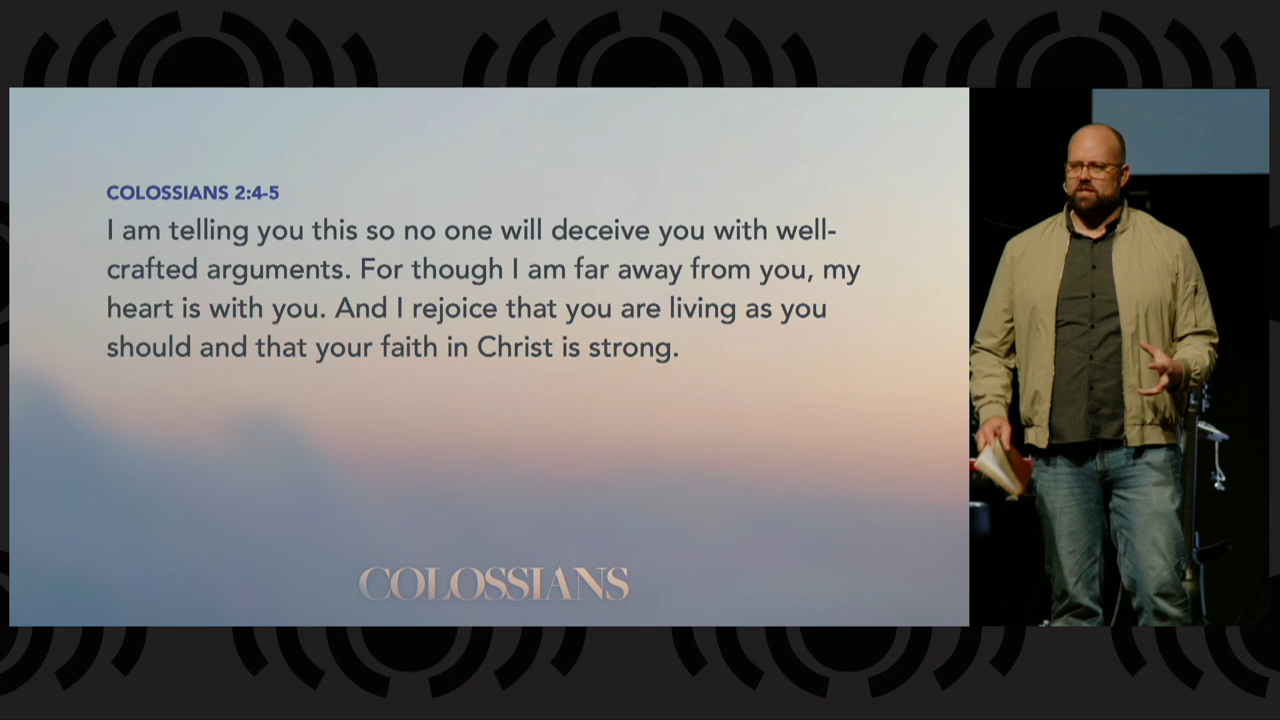 COLOSSIANS 2:4-5
I am telling you this so no one will deceive you with well-
crafted arguments. For though I am far away from you, my
heart is with you. And I rejoice that you are living as you
should and that your faith in Christ is strong.
COLOSSIANS